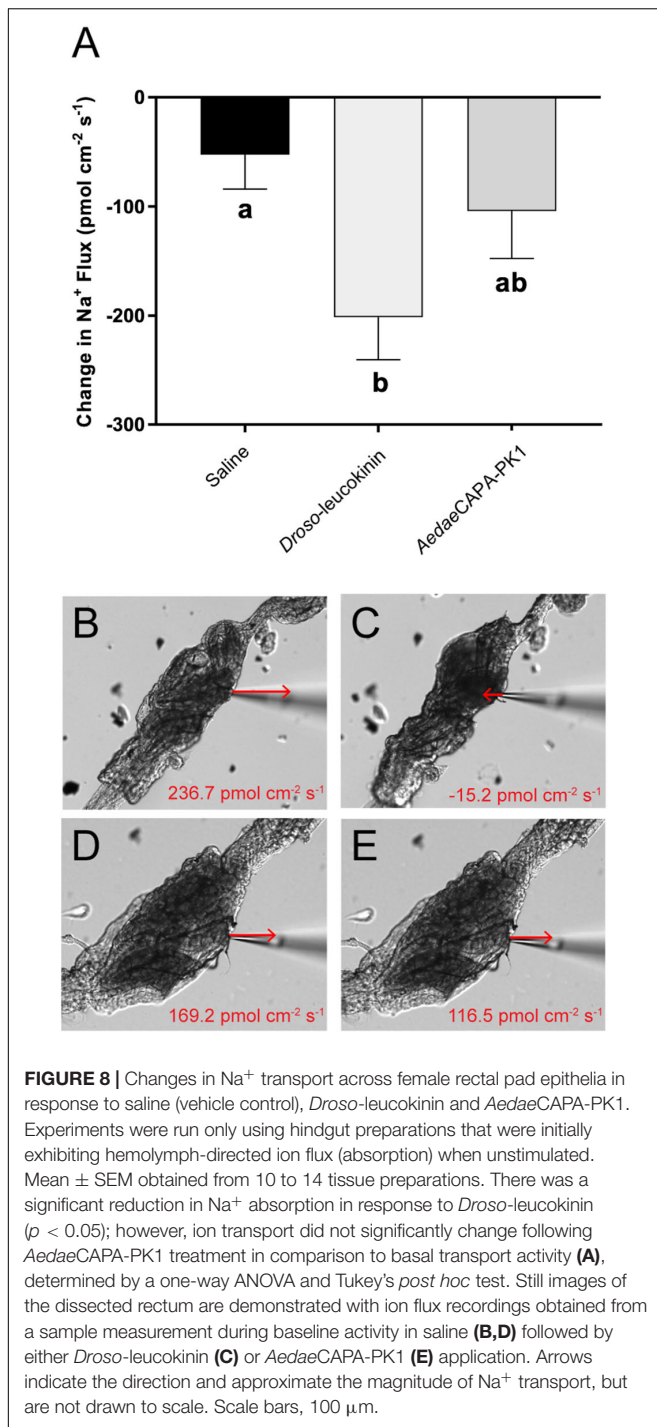 A
Change in Na⁺ Flux (pmol cm⁻² s⁻¹)
0
-100
-200
-300
a
b
ab
Saline
Droso-leucokinin
AedaeCAPA-PK1
B
236.7 pmol cm⁻² s⁻¹
C
-15.2 pmol cm⁻² s⁻¹
D
169.2 pmol cm⁻² s⁻¹
E
116.5 pmol cm⁻² s⁻¹
FIGURE 8 | Changes in Na⁺ transport across female rectal pad epithelia in
response to saline (vehicle control), Droso-leucokinin and AedaeCAPA-PK1.
Experiments were run only using hindgut preparations that were initially
exhibiting hemolymph-directed ion flux (absorption) when unstimulated.
Mean ± SEM obtained from 10 to 14 tissue preparations. There was a
significant reduction in Na⁺ absorption in response to Droso-leucokinin
(p < 0.05); however, ion transport did not significantly change following
AedaeCAPA-PK1 treatment in comparison to basal transport activity (A),
determined by a one-way ANOVA and Tukey's post hoc test. Still images of
the dissected rectum are demonstrated with ion flux recordings obtained from
a sample measurement during baseline activity in saline (B,D) followed by
either Droso-leucokinin (C) or AedaeCAPA-PK1 (E) application. Arrows
indicate the direction and approximate the magnitude of Na⁺ transport, but
are not drawn to scale. Scale bars, 100 μm.